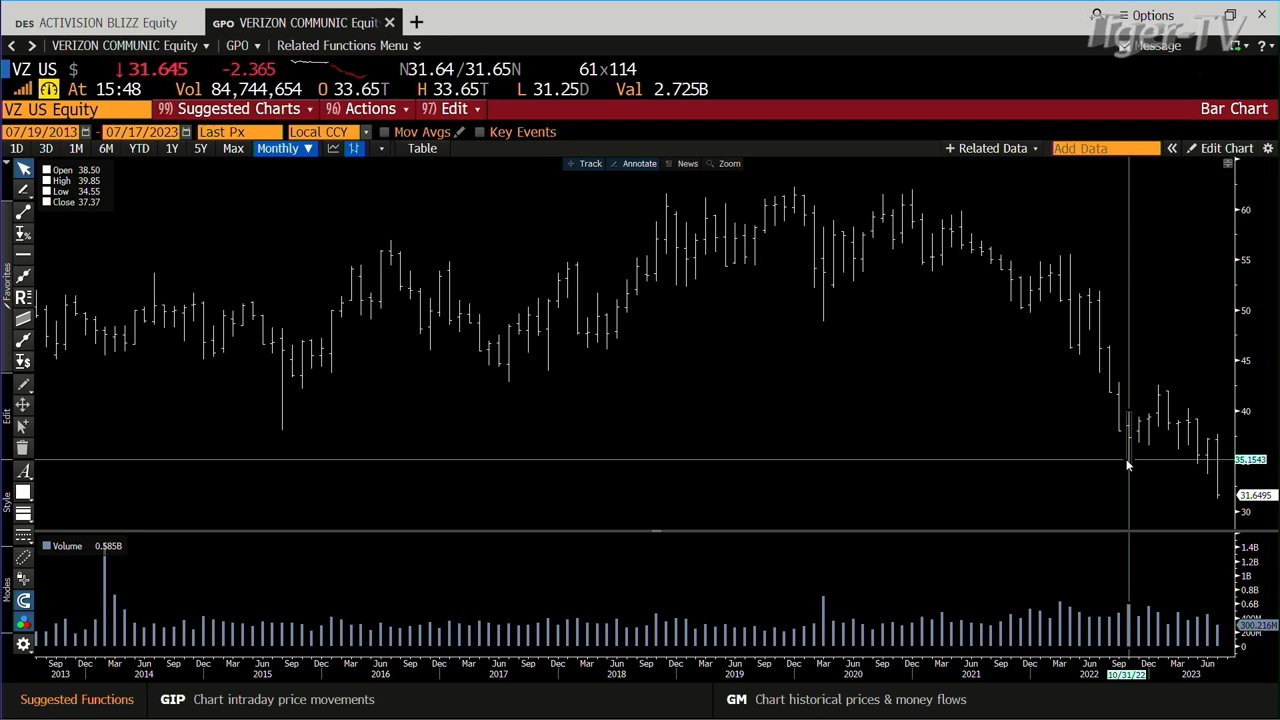 DES ACTIVISION BLIZZ Equity
GPO VERIZON COMMUNIC Equit
Options
Tiger-TV
VERIZON COMMUNIC Equity GPO Related Functions Menu
Message
VZ US $ ↓31.645 -2.365 N31.64/31.65N 61x114
At 15:48 Vol 84,744,654 O 33.65T H 33.65T L 31.25D Val 2.725B
VZ US Equity 99) Suggested Charts 96) Actions 97) Edit Bar Chart
07/19/2013 - 07/17/2023 Last Px Local CCY Mov Avgs Key Events
1D 3D 1M 6M YTD 1Y 5Y Max Monthly ▼ Table + Related Data Add Data « Edit Chart
Track Annotate News Zoom
Open 38.50
High 39.85
Low 34.55
Close 37.37
Favorites
Edit
Style
Modes
60
55
50
45
40
35.1543
31.6495
30
Volume 0.585B
1.4B
1.2B
1B
0.8B
0.6B
300.216M
400M
0
Sep Dec Mar Jun Sep Dec Mar Jun Sep Dec Mar Jun Sep Dec Mar Jun Sep Dec Mar Jun Sep Dec Mar Jun Sep Dec Mar Jun Sep Dec Mar Jun Sep Dec Mar Jun Sep Dec Mar Jun
2013 2014 2015 2016 2017 2018 2019 2020 2021 2022 10/31/22 2023
Suggested Functions GIP Chart intraday price movements GM Chart historical prices & money flows